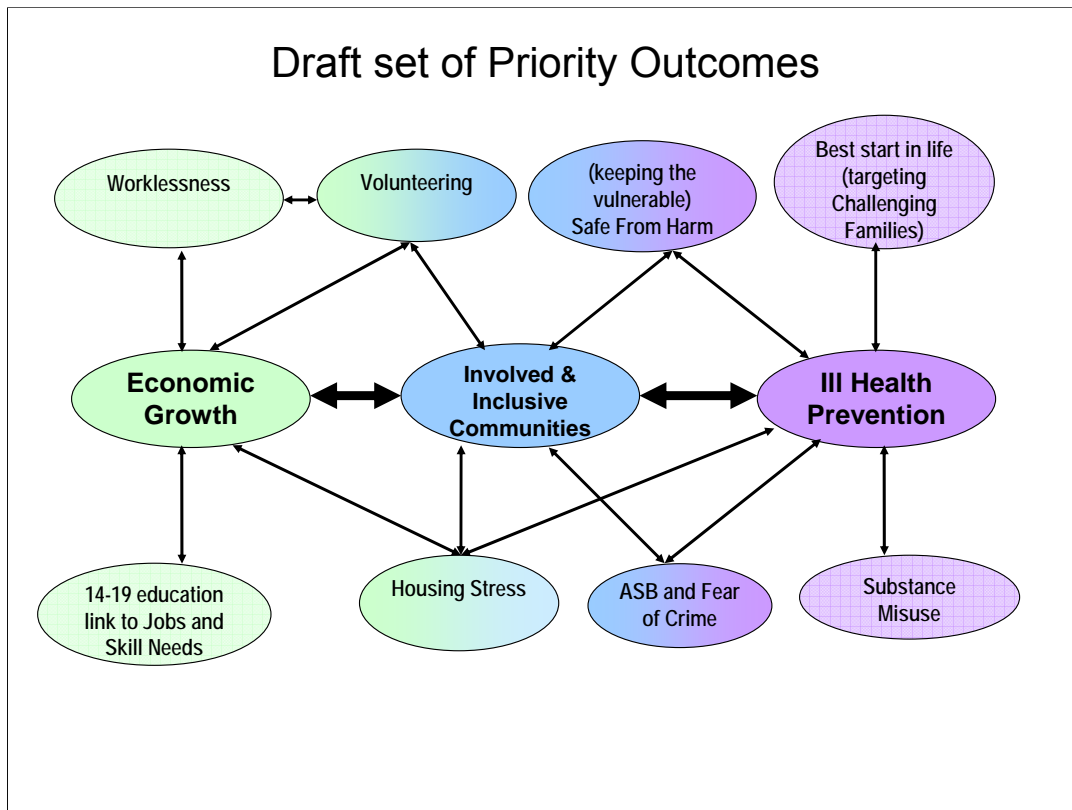 Draft set of Priority Outcomes
Worklessness
Volunteering
(keeping the
vulnerable)
Safe From Harm
Best start in life
(targeting
Challenging
Families)
Economic
Growth
Involved &
Inclusive
Communities
Ill Health
Prevention
14-19 education
link to Jobs and
Skill Needs
Housing Stress
ASB and Fear
of Crime
Substance
Misuse